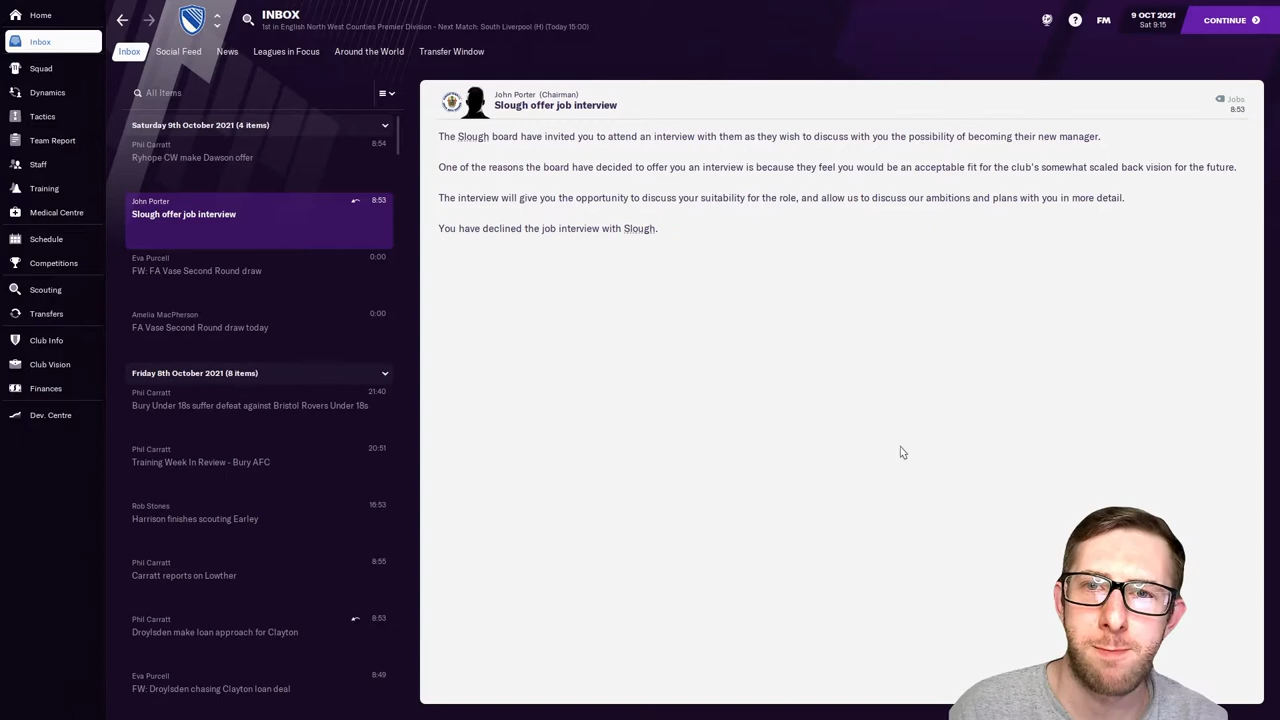 Home
Inbox
Squad
Dynamics
Tactics
Team Report
Staff
Training
Medical Centre
Schedule
Competitions
Scouting
Transfers
Club Info
Club Vision
Finances
Dev. Centre
INBOX
1st in English North West Counties Premier Division - Next Match: South Liverpool (H) (Today 15:00)
FM
9 OCT 2021
Sat 9:15
CONTINUE
Inbox
Social Feed
News
Leagues in Focus
Around the World
Transfer Window
All Items
Saturday 9th October 2021 (4 items)
Phil Carratt 8:54
Ryhope CW make Dawson offer
John Porter 8:53
Slough offer job interview
Eva Purcell 0:00
FW: FA Vase Second Round draw
Amelia MacPherson 0:00
FA Vase Second Round draw today
Friday 8th October 2021 (8 items)
Phil Carratt 21:40
Bury Under 18s suffer defeat against Bristol Rovers Under 18s
Phil Carratt 20:51
Training Week In Review - Bury AFC
Rob Stones 16:53
Harrison finishes scouting Earley
Phil Carratt 8:55
Carratt reports on Lowther
Phil Carratt 8:53
Droylsden make loan approach for Clayton
Eva Purcell 8:49
FW: Droylsden chasing Clayton loan deal
John Porter (Chairman)
Slough offer job interview
Jobs
8:53
The Slough board have invited you to attend an interview with them as they wish to discuss with you the possibility of becoming their new manager.
One of the reasons the board have decided to offer you an interview is because they feel you would be an acceptable fit for the club's somewhat scaled back vision for the future.
The interview will give you the opportunity to discuss your suitability for the role, and allow us to discuss our ambitions and plans with you in more detail.
You have declined the job interview with Slough.